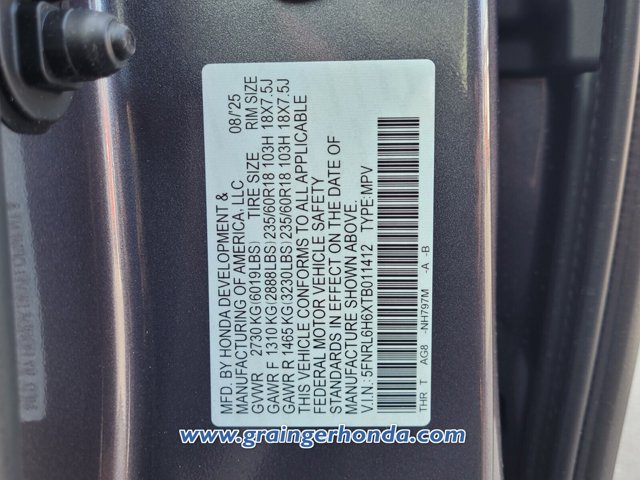 MFD. BY HONDA DEVELOPMENT & 08/'25
MANUFACTURING OF AMERICA, LLC
GVWR 2730 KG(6019LBS) TIRE SIZE RIM SIZE
GAWR F 1310 KG(2888LBS)235/60R18 103H 18X7.5J
GAWR R 1465 KG(3230LBS)235/60R18 103H 18X7.5J
THIS VEHICLE CONFORMS TO ALL APPLICABLE
FEDERAL MOTOR VEHICLE SAFETY
STANDARDS IN EFFECT ON THE DATE OF
MANUFACTURE SHOWN ABOVE.
V.I.N.: 5FNRL6H6XTB011412 TYPE:MPV
THR T AG8 -NH797M -A -B
www.graingerhonda.com